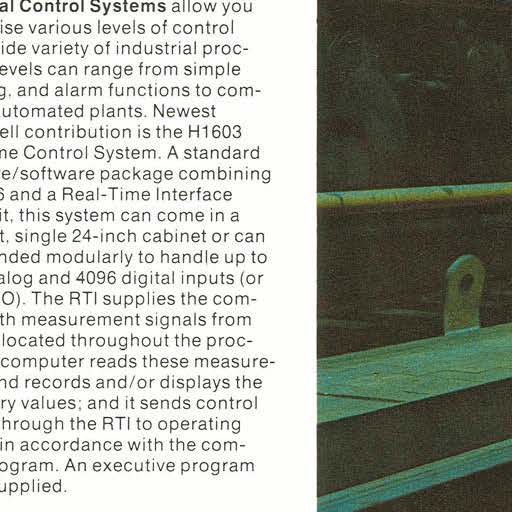 al Control Systems allow you
ise various levels of control
ide variety of industrial proc-
evels can range from simple
g, and alarm functions to com-
utomated plants. Newest
ell contribution is the H1603
ne Control System. A standard
re/software package combining
6 and a Real-Time Interface
it, this system can come in a
t, single 24-inch cabinet or can
nded modularly to handle up to
alog and 4096 digital inputs (or
O). The RTI supplies the com-
th measurement signals from
located throughout the proc-
computer reads these measure-
nd records and/or displays the
ry values; and it sends control
hrough the RTI to operating
in accordance with the com-
ogram. An executive program
upplied.